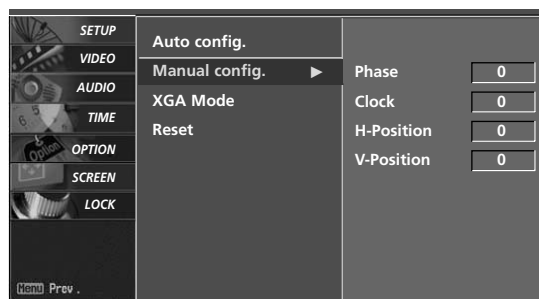 SETUP
VIDEO
AUDIO
TIME
OPTION
SCREEN
LOCK
Menu Prev.
Auto config.
Manual config. ▶
XGA Mode
Reset
Phase 0
Clock 0
H-Position 0
V-Position 0